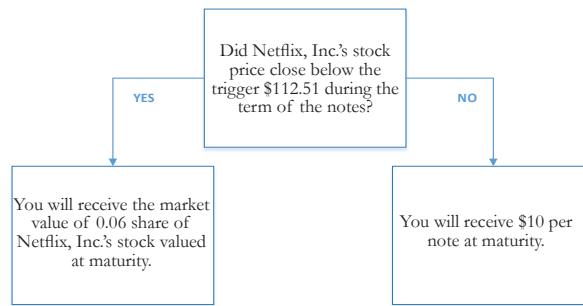 Did Netflix, Inc.'s stock
price close below the
trigger $112.51 during the
term of the notes?
YES
NO
You will receive the market
value of 0.06 share of
Netflix, Inc.'s stock valued
at maturity.
You will receive $10 per
note at maturity.